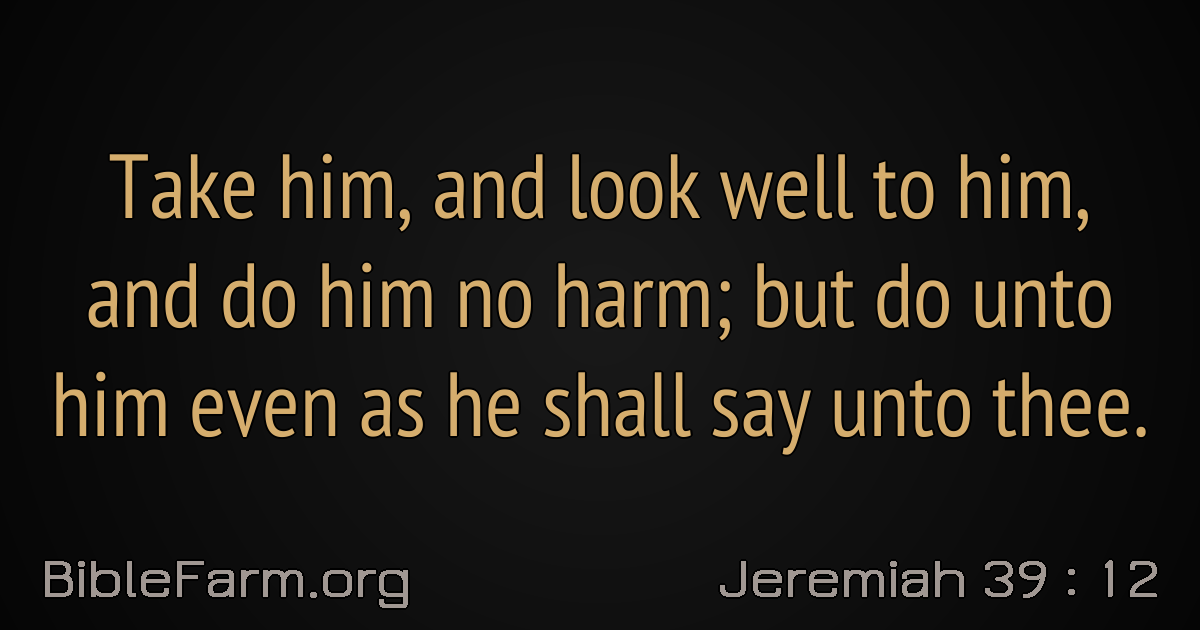 Take him, and look well to him,
and do him no harm; but do unto
him even as he shall say unto thee.
BibleFarm.org
Jeremiah 39 : 12